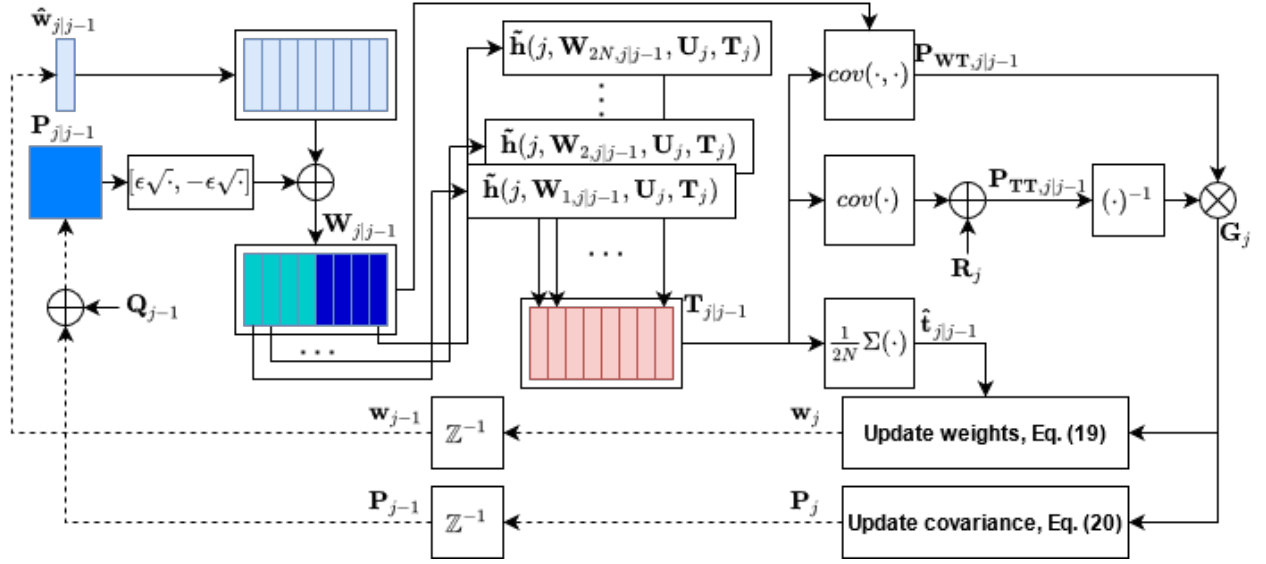 ŵ_{j|j−1}
P_{j|j−1}
[ϵ√·, −ϵ√·]
W_{j|j−1}
Q_{j−1}
...
h̃(j, W_{2N,j|j−1}, U_j, T_j)
⋮
h̃(j, W_{2,j|j−1}, U_j, T_j)
h̃(j, W_{1,j|j−1}, U_j, T_j)
...
T_{j|j−1}
cov(·,·)
P_{WT,j|j−1}
cov(·)
P_{TT,j|j−1}
(·)^{−1}
G_j
R_j
\frac{1}{2N} Σ(·)
t̂_{j|j−1}
w_{j−1}
ℤ^{−1}
w_j
Update weights, Eq. (19)
P_{j−1}
ℤ^{−1}
P_j
Update covariance, Eq. (20)